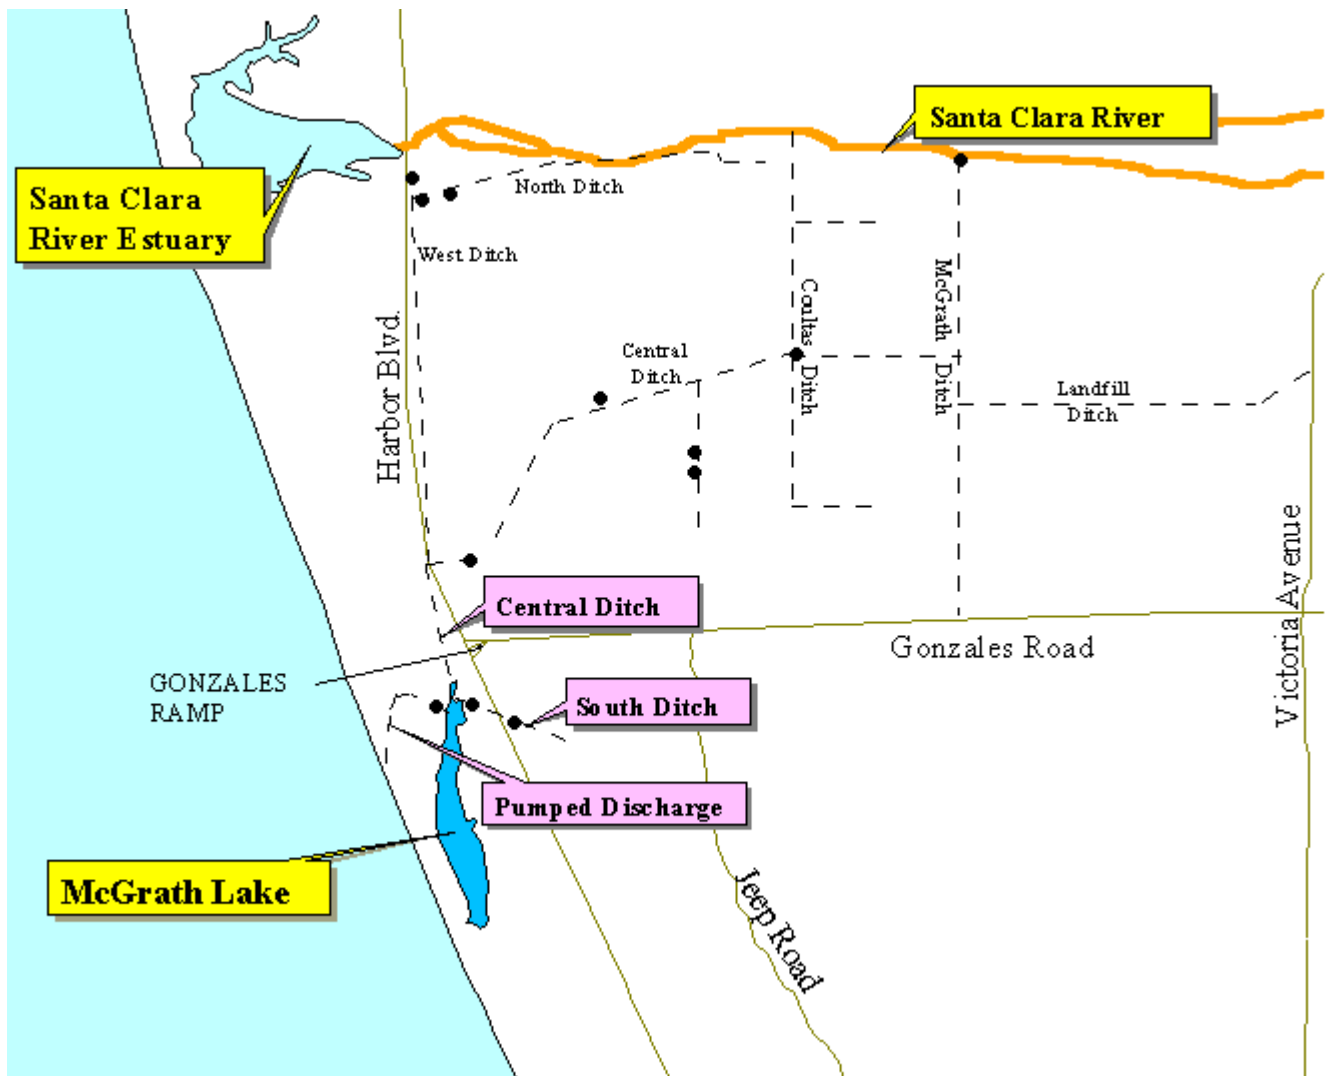 Santa Clara River
Santa Clara
River Estuary
North Ditch
West Ditch
Harbor Blvd.
Coultas
Ditch
McGrath
Ditch
Central
Ditch
Landfill
Ditch
Victoria Avenue
Central Ditch
Gonzales Road
GONZALES
RAMP
South Ditch
Pumped Discharge
McGrath Lake
Jeep Road